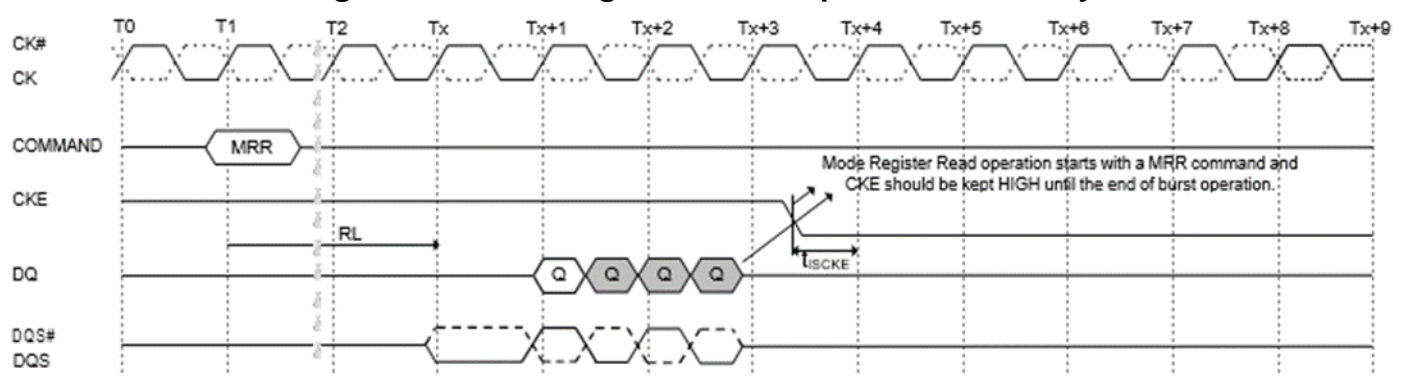 T0 T1 T2 Tx Tx+1 Tx+2 Tx+3 Tx+4 Tx+5 Tx+6 Tx+7 Tx+8 Tx+9
CK#
CK
COMMAND MRR
Mode Register Read operation starts with a MRR command and
CKE should be kept HIGH until the end of burst operation.
CKE
RL
tISCKE
DQ Q Q Q Q
DQS#
DQS